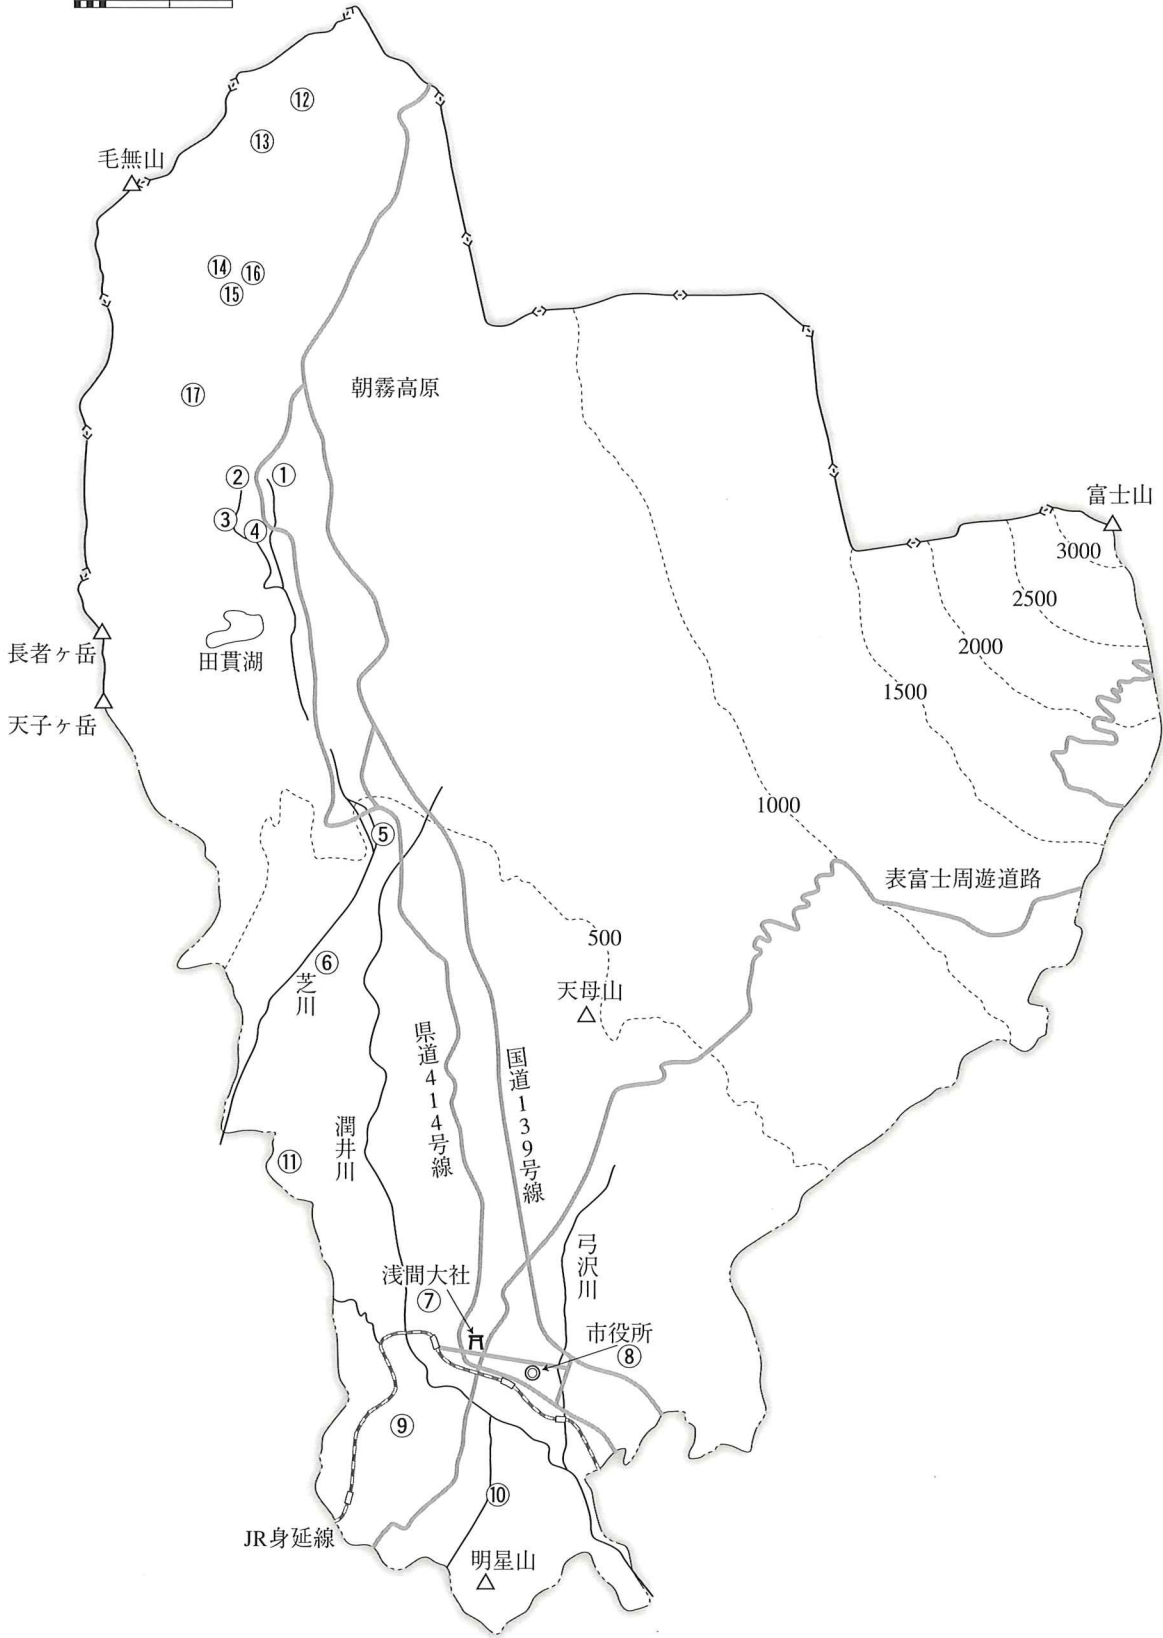 ⑫
⑬
毛無山
⑭
⑯
⑮
朝霧高原
⑰
②
①
③
④
富士山
3000
2500
2000
1500
長者ヶ岳
田貫湖
天子ヶ岳
1000
⑤
表富士周遊道路
500
⑥
芝川
天母山
県道414号線
国道139号線
潤井川
⑪
弓沢川
浅間大社
⑦
市役所
⑧
⑨
⑩
JR身延線
明星山